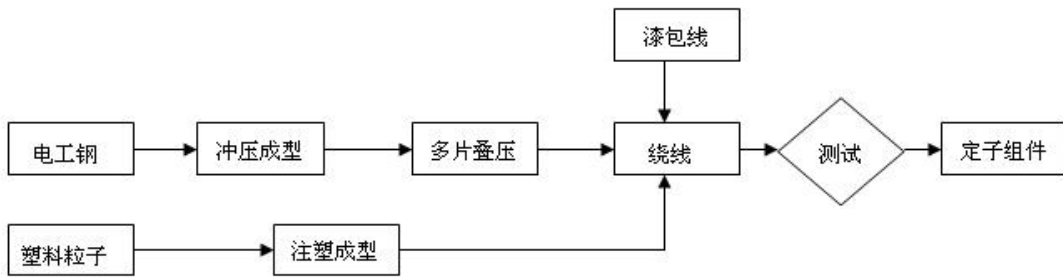 漆包线
电工钢
冲压成型
多片叠压
绕线
测试
定子组件
塑料粒子
注塑成型